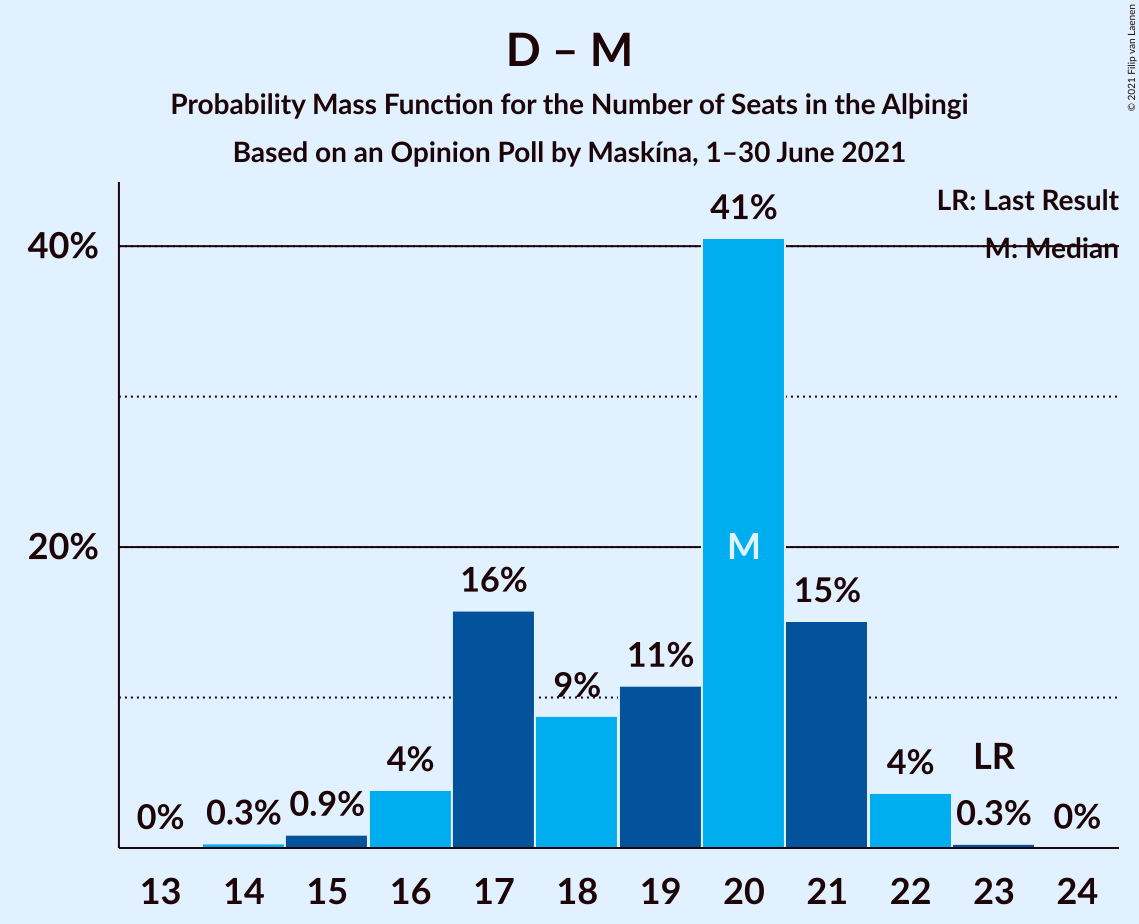 D – M
Probability Mass Function for the Number of Seats in the Alþingi
Based on an Opinion Poll by Maskína, 1–30 June 2021
© 2021 Filip van Laenen
LR: Last Result
M: Median
40%
20%
0%
0.3%
0.9%
4%
16%
9%
11%
41%
M
15%
4%
LR
0.3%
0%
13 14 15 16 17 18 19 20 21 22 23 24